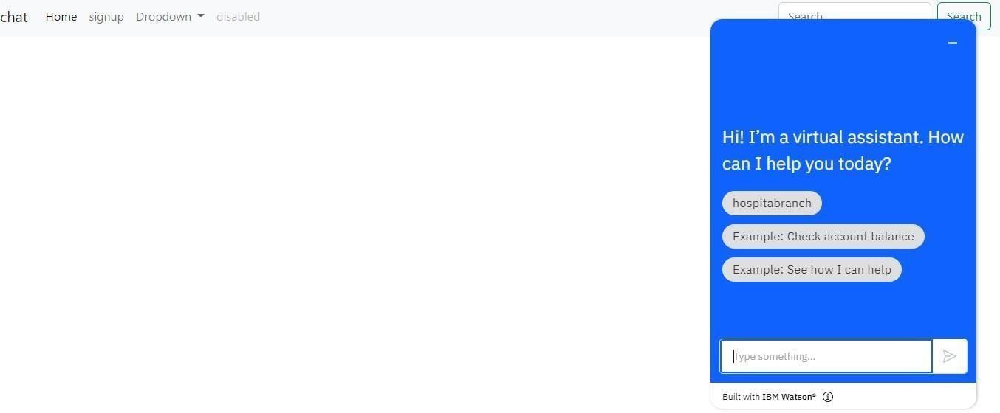 chat Home signup Dropdown disabled Search Search
Hi! I’m a virtual assistant. How
can I help you today?
hospitabranch
Example: Check account balance
Example: See how I can help
Type something...
Built with IBM Watson®